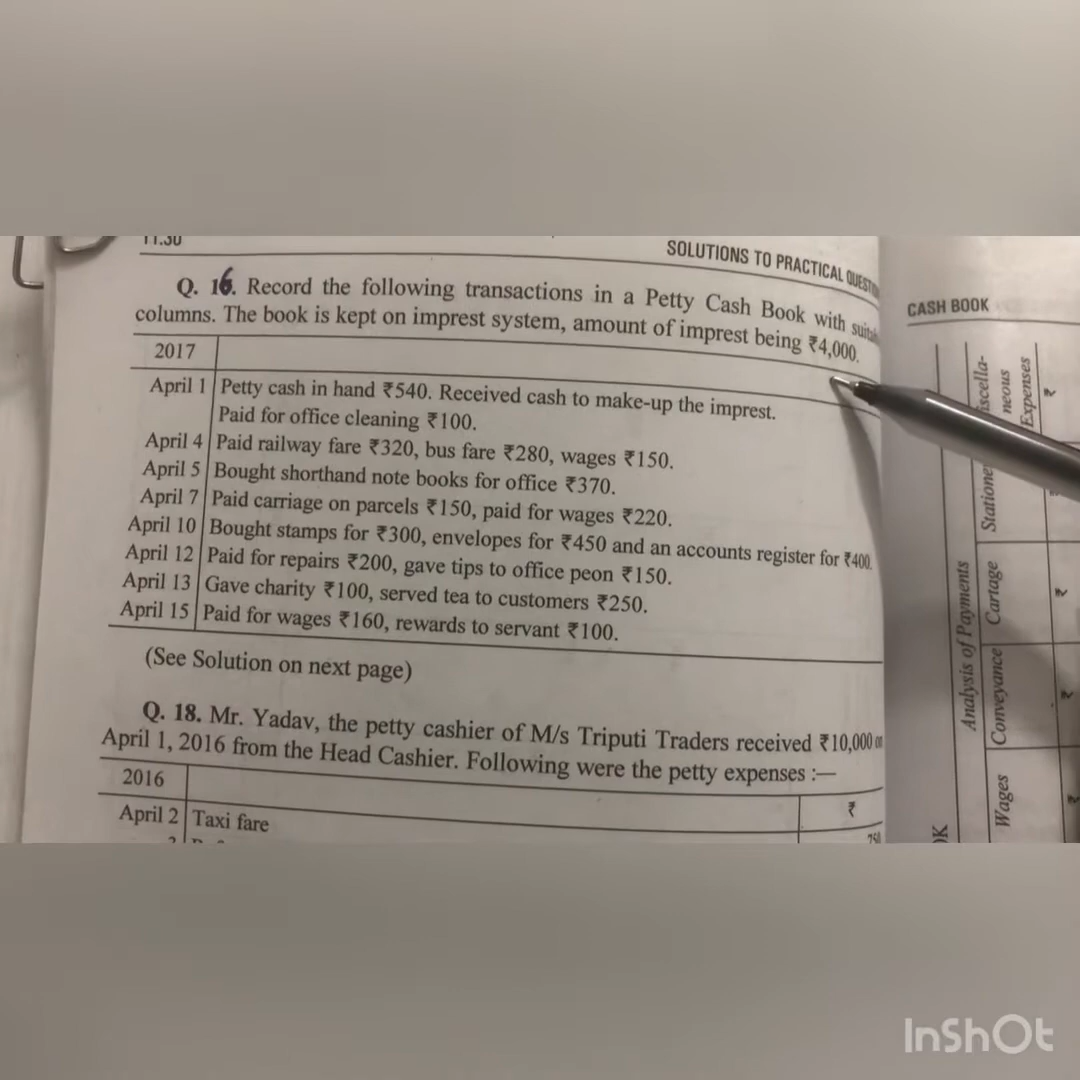 11.30
SOLUTIONS TO PRACTICAL
Q. 16. Record the following transactions in a Petty Cash Book with
columns. The book is kept on imprest system, amount of imprest being ₹4,000.
2017
April 1 Petty cash in hand ₹540. Received cash to make-up the imprest.
Paid for office cleaning ₹100.
April 4 Paid railway fare ₹320, bus fare ₹280, wages ₹150.
April 5 Bought shorthand note books for office ₹370.
April 7 Paid carriage on parcels ₹150, paid for wages ₹220.
April 10 Bought stamps for ₹300, envelopes for ₹450 and an accounts register for ₹400.
April 12 Paid for repairs ₹200, gave tips to office peon ₹150.
April 13 Gave charity ₹100, served tea to customers ₹250.
April 15 Paid for wages ₹160, rewards to servant ₹100.
(See Solution on next page)
Q. 18. Mr. Yadav, the petty cashier of M/s Triputi Traders received ₹10,000 on
April 1, 2016 from the Head Cashier. Following were the petty expenses :—
2016
₹
April 2 Taxi fare
750
CASH BOOK
Analysis of Payments
Wages
Conveyance
Cartage
neous
Expenses
₹
₹
₹
InShOt